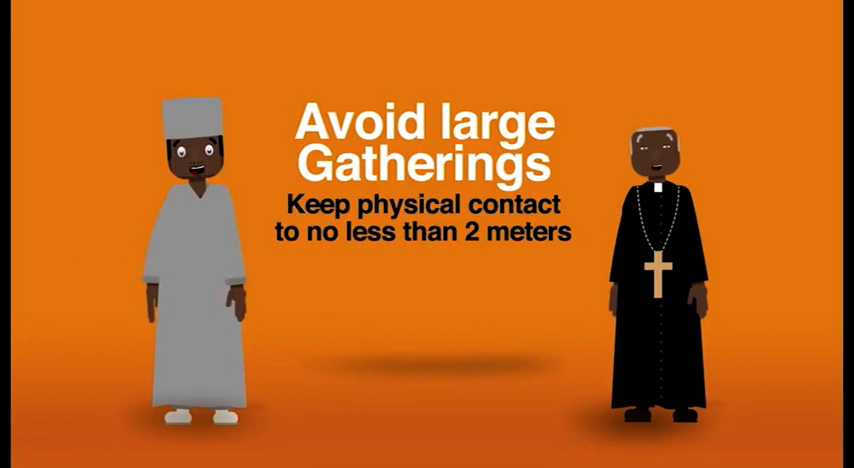 Avoid large
Gatherings
Keep physical contact
to no less than 2 meters